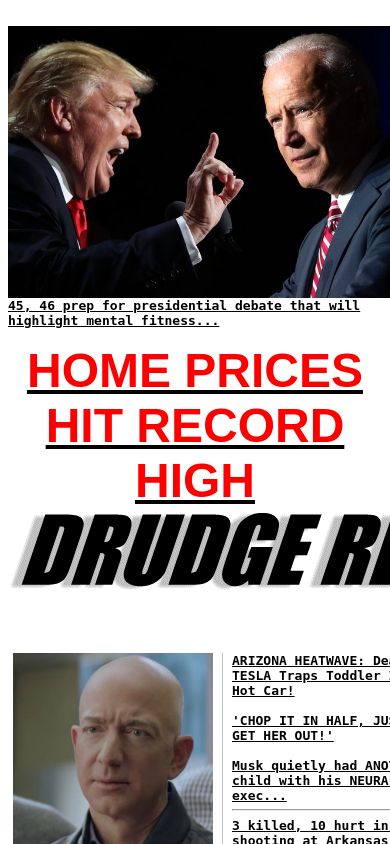 45, 46 prep for presidential debate that will
highlight mental fitness...
HOME PRICES
HIT RECORD
HIGH
DRUDGE
ARIZONA HEATWAVE:
TESLA Traps Toddler
Hot Car!
'CHOP IT IN HALF,
GET HER OUT!'
Musk quietly had
child with his
exec...
3 killed, 10 hurt in
shooting at Arkansas